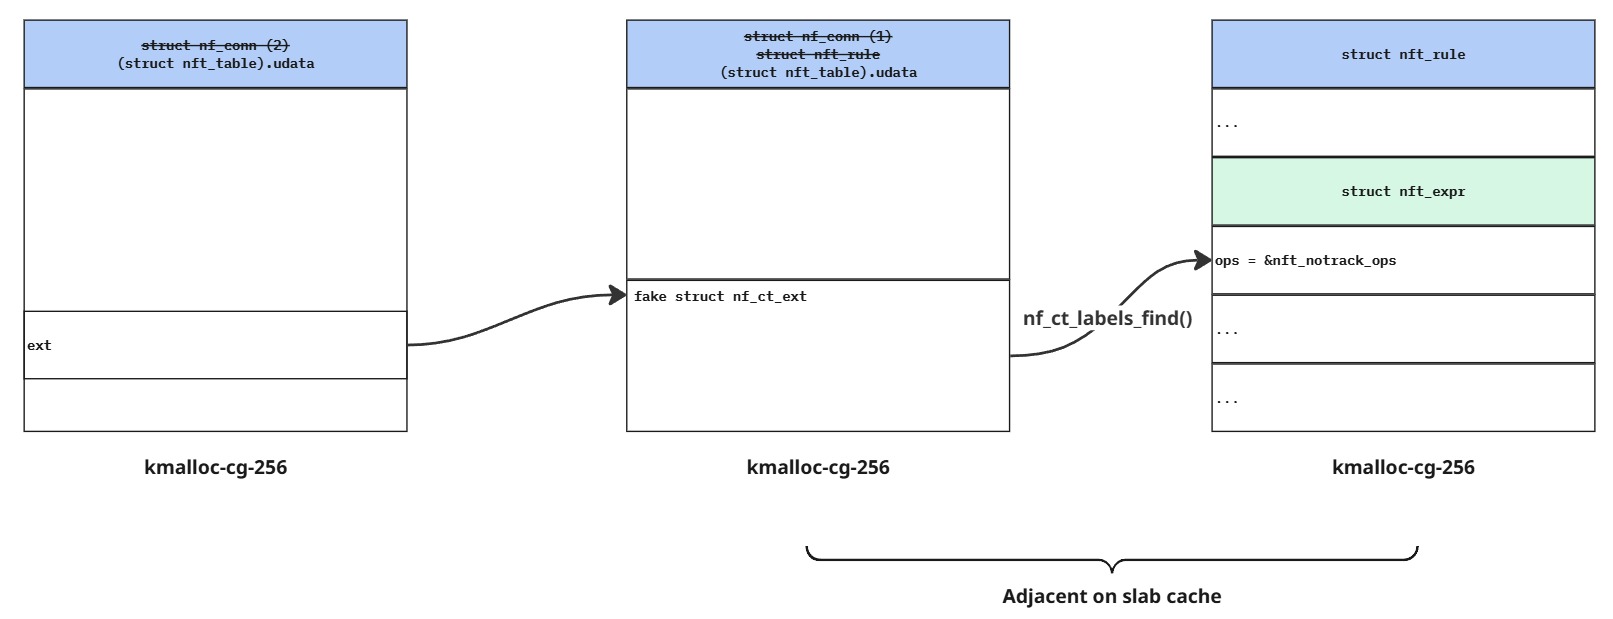 struct nf_conn (2)
(struct nft_table).udata
ext
kmalloc-cg-256
struct nf_conn (1)
struct nft_rule
(struct nft_table).udata
fake struct nf_ct_ext
kmalloc-cg-256
nf_ct_labels_find()
struct nft_rule
...
struct nft_expr
ops = &nft_notrack_ops
...
...
kmalloc-cg-256
Adjacent on slab cache